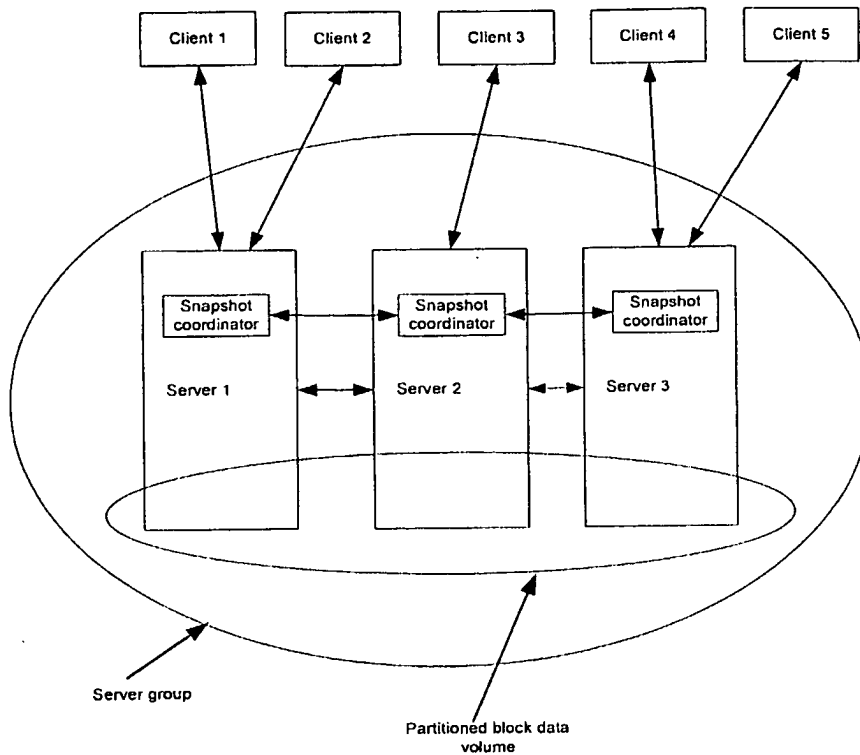 Client 1
Client 2
Client 3
Client 4
Client 5
Snapshot
coordinator
Snapshot
coordinator
Snapshot
coordinator
Server 1
Server 2
Server 3
Server group
Partitioned block data
volume